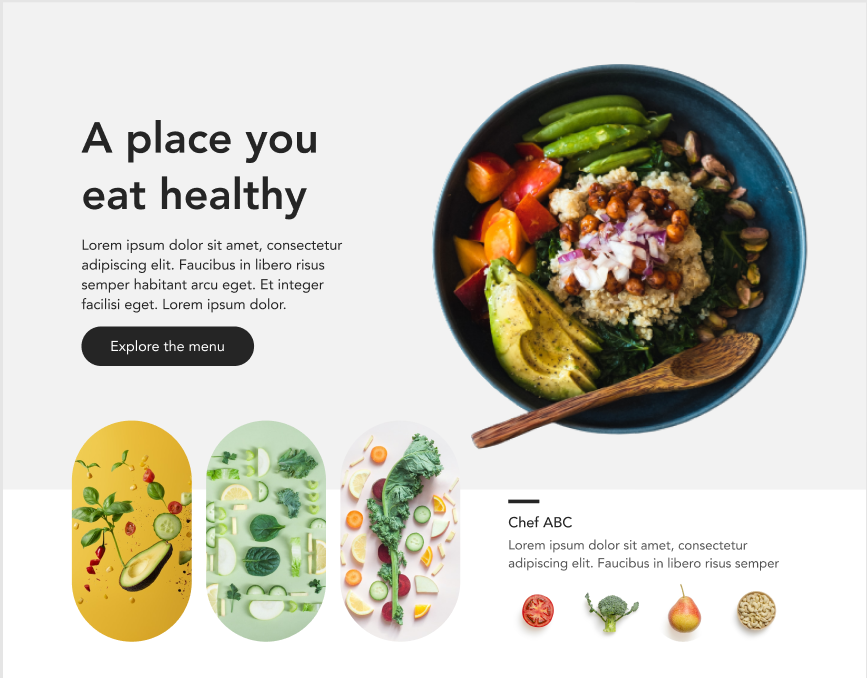 A place you
eat healthy
Lorem ipsum dolor sit amet, consectetur
adipiscing elit. Faucibus in libero risus
semper habitant arcu eget. Et integer
facilisi eget. Lorem ipsum dolor.
Explore the menu
Chef ABC
Lorem ipsum dolor sit amet, consectetur
adipiscing elit. Faucibus in libero risus semper